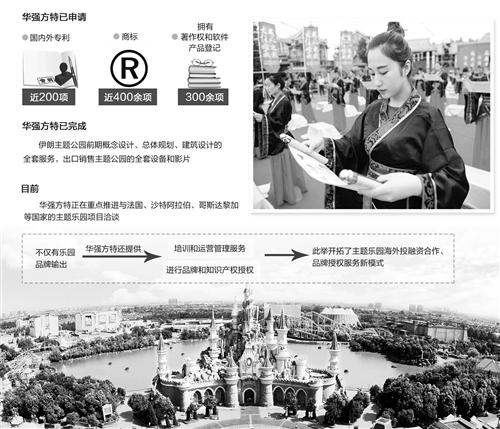 华强方特已申请
国内外专利
近200项
商标
®
近400余项
拥有
著作权和软件
产品登记
300余项
华强方特已完成
伊朗主题公园前期概念设计、总体规划、建筑设计的
全套服务,出口销售主题公园的全套设备和影片
目前
华强方特正在重点推进与法国、沙特阿拉伯、哥斯达黎加
等国家的主题乐园项目洽谈
不仅有乐园
品牌输出
华强方特还提供
培训和运营管理服务
进行品牌和知识产权授权
此举开拓了主题乐园海外投融资合作、
品牌授权服务新模式